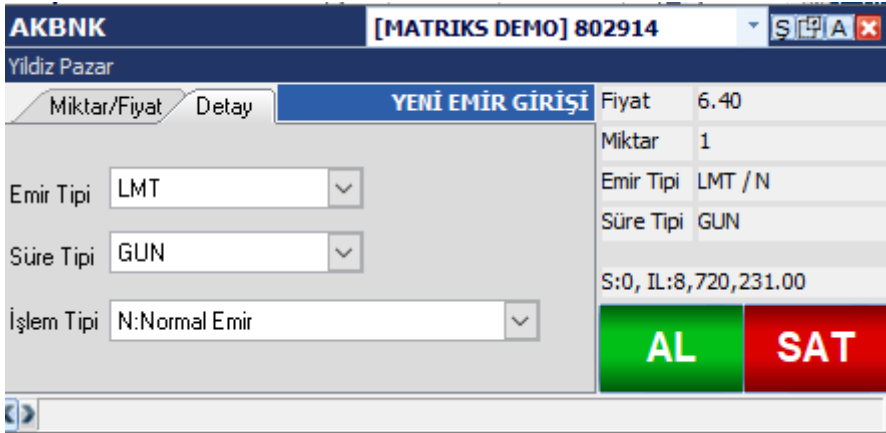 AKBNK
[MATRIKS DEMO] 802914
Ş A
Yildiz Pazar
Miktar/Fiyat Detay YENİ EMİR GİRİŞİ
Emir Tipi LMT
Süre Tipi GUN
İşlem Tipi N:Normal Emir
Fiyat 6.40
Miktar 1
Emir Tipi LMT / N
Süre Tipi GUN
S:0, IL:8,720,231.00
AL SAT